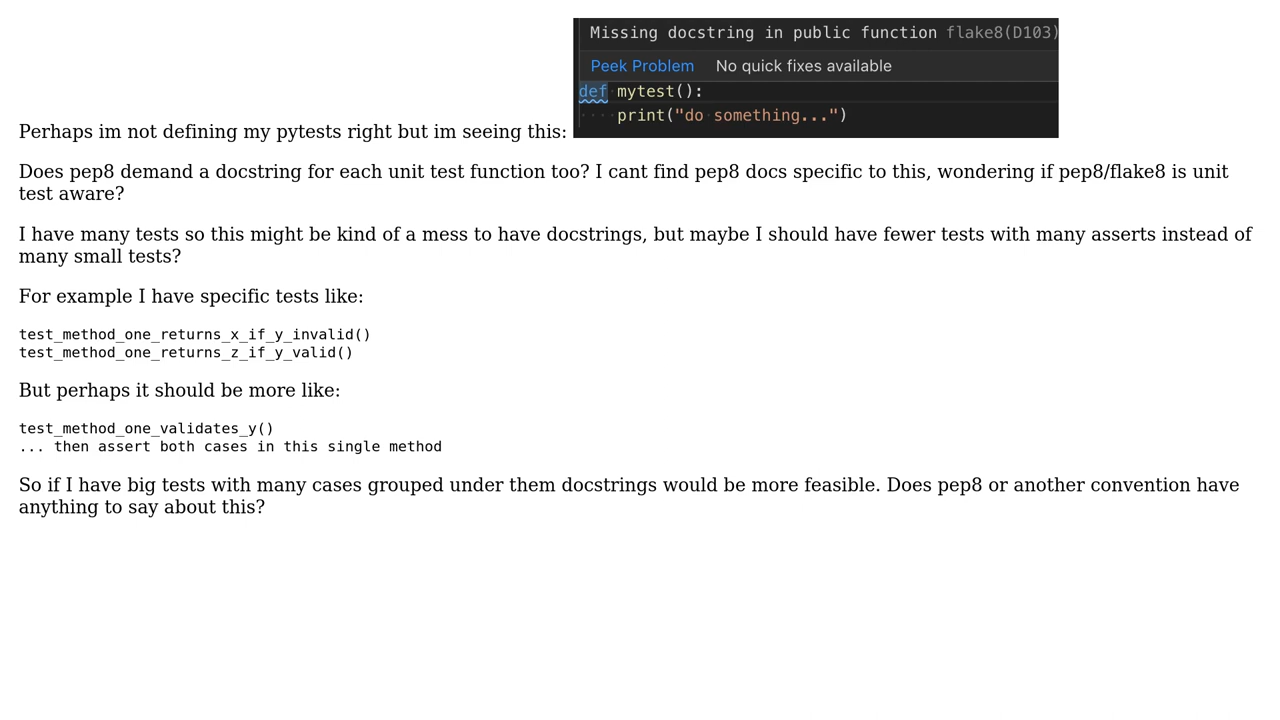 Missing docstring in public function flake8(D103)
Peek Problem No quick fixes available
def mytest():
····print("do·something...")
Perhaps im not defining my pytests right but im seeing this:
Does pep8 demand a docstring for each unit test function too? I cant find pep8 docs specific to this, wondering if pep8/flake8 is unit
test aware?
I have many tests so this might be kind of a mess to have docstrings, but maybe I should have fewer tests with many asserts instead of
many small tests?
For example I have specific tests like:
test_method_one_returns_x_if_y_invalid()
test_method_one_returns_z_if_y_valid()
But perhaps it should be more like:
test_method_one_validates_y()
... then assert both cases in this single method
So if I have big tests with many cases grouped under them docstrings would be more feasible. Does pep8 or another convention have
anything to say about this?